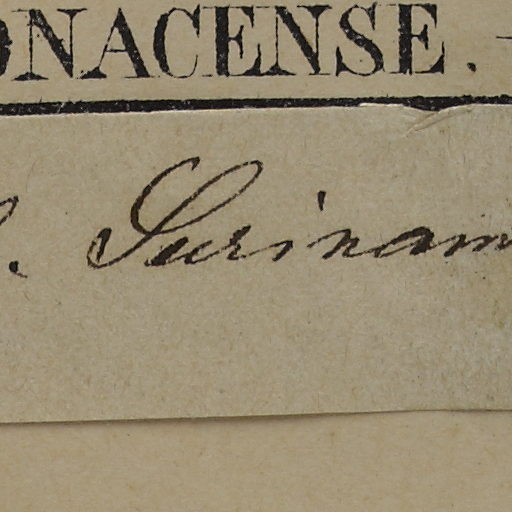 ONACENSE. -
. Surinam